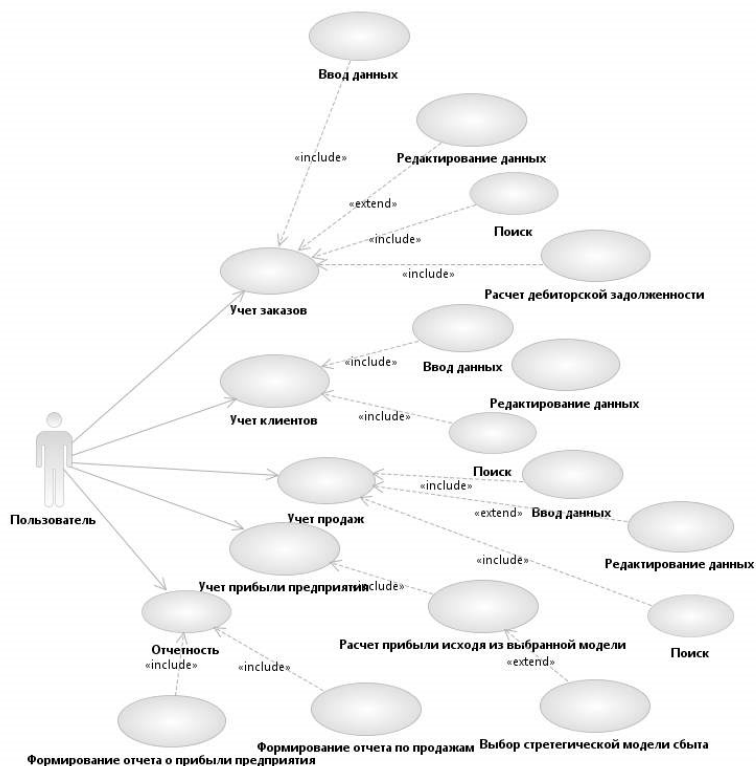 Ввод данных
«include»
Редактирование данных
«extend»
Поиск
«include»
«include»
Расчет дебиторской задолженности
Учет заказов
«include»
Ввод данных
Редактирование данных
«include»
Учет клиентов
Поиск
«include»
Ввод данных
«extend»
Учет продаж
Пользователь
Редактирование данных
«include»
Учет прибыли предприятия
«include»
Расчет прибыли исходя из выбранной модели
Поиск
Отчетность
«include»
«include»
«extend»
Формирование отчета о прибыли предприятия
Формирование отчета по продажам
Выбор стретегической модели сбыта